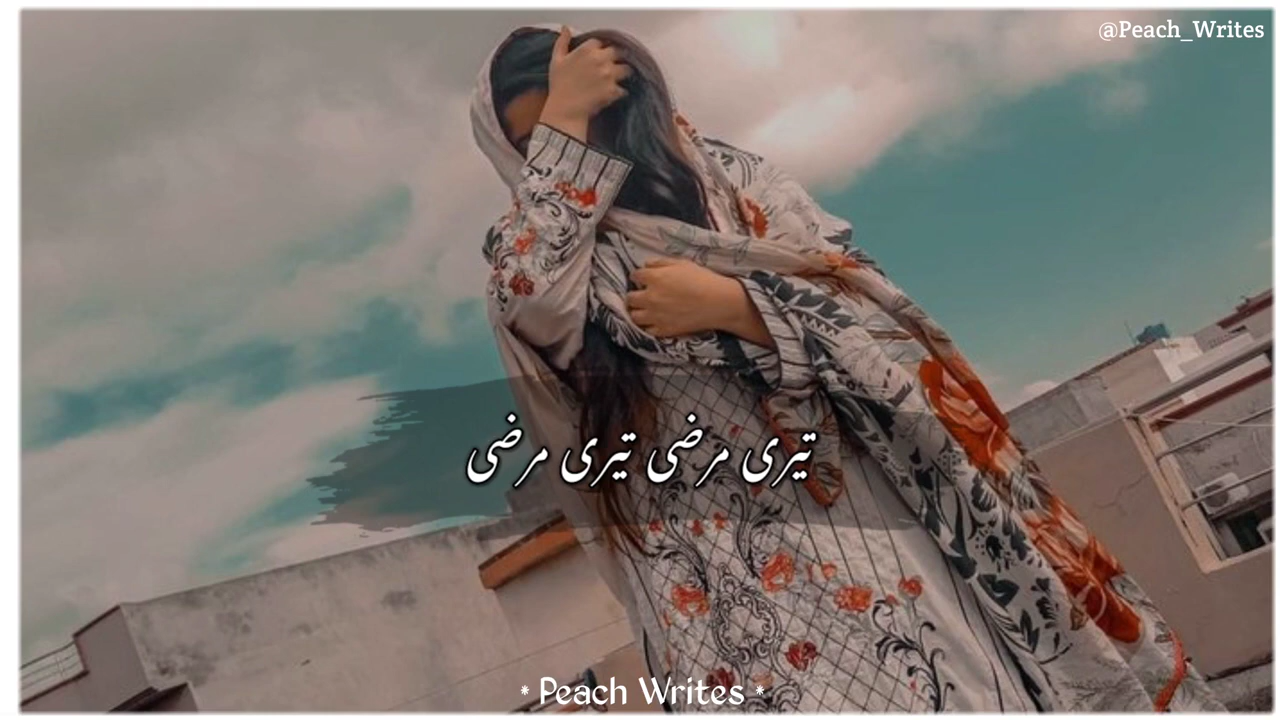 @Peach_Writes
تیری مرضی تیری مرضی
* Peach Writes *